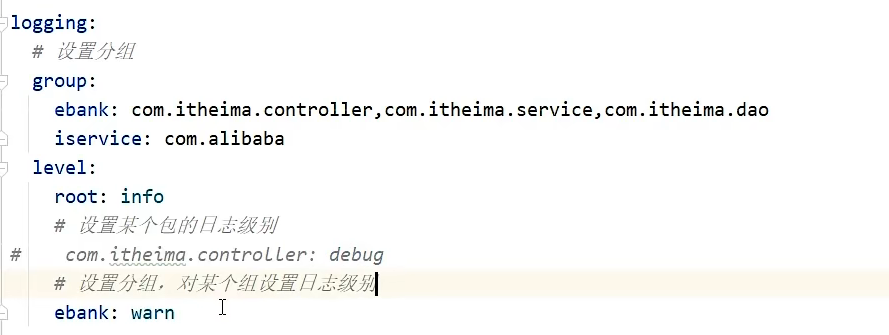 logging:
# 设置分组
group:
ebank: com.itheima.controller,com.itheima.service,com.itheima.dao
iservice: com.alibaba
level:
root: info
# 设置某个包的日志级别
# com.itheima.controller: debug
# 设置分组，对某个组设置日志级别
ebank: warn